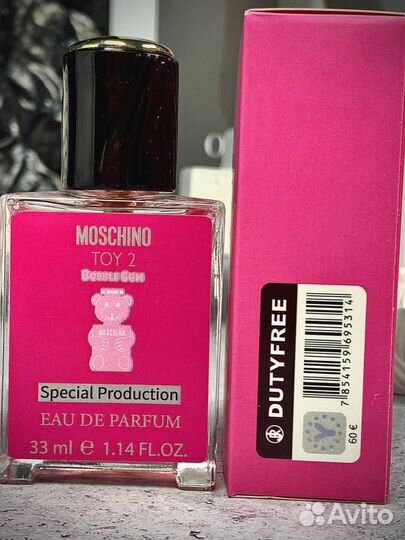 MOSCHINO
TOY 2
BUBBLE GUM
MOSCHINO
Special Production
EAU DE PARFUM
33 ml e 1.14 FL.OZ.
DUTYFREE
7 854159 695314
60 €
Avito